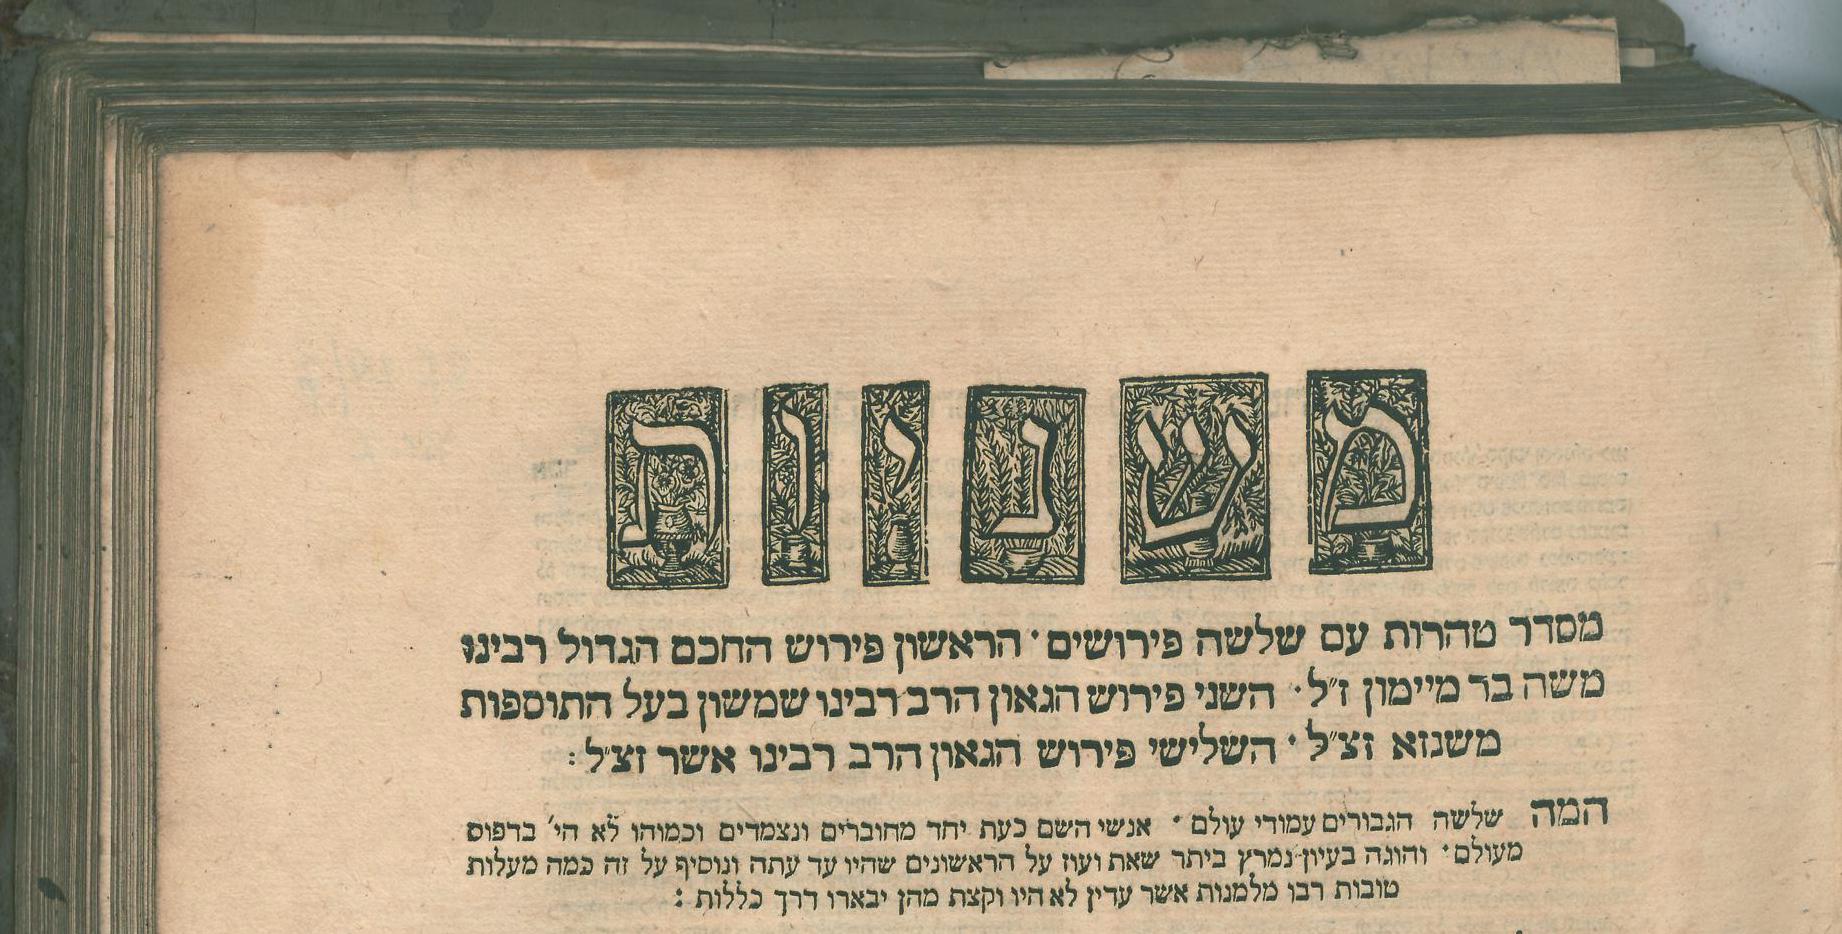 משניות
מסדר טהרות עם שלשה פירושים · הראשון פירוש החכם הגדול רבינו
משה בר מיימון ז״ל · השני פירוש הגאון הרב רבינו שמשון בעל התוספות
משנזא זצ״ל · השלישי פירוש הגאון הרב רבינו אשר זצ״ל :
המה שלשה הגבורים עמודי עולם · אנשי השם כעת יחד מחוברים ונצמדים וכמוהו לא הי׳ בדפוס
מעולם · והוגה בעיון נמרץ ביתר שאת ועוז על הראשונים שהיו עד עתה ונוסיף על זה כמה מעלות
טובות רבו מלמנות אשר עדין לא היו וקצת מהן יבארו דרך כללות :